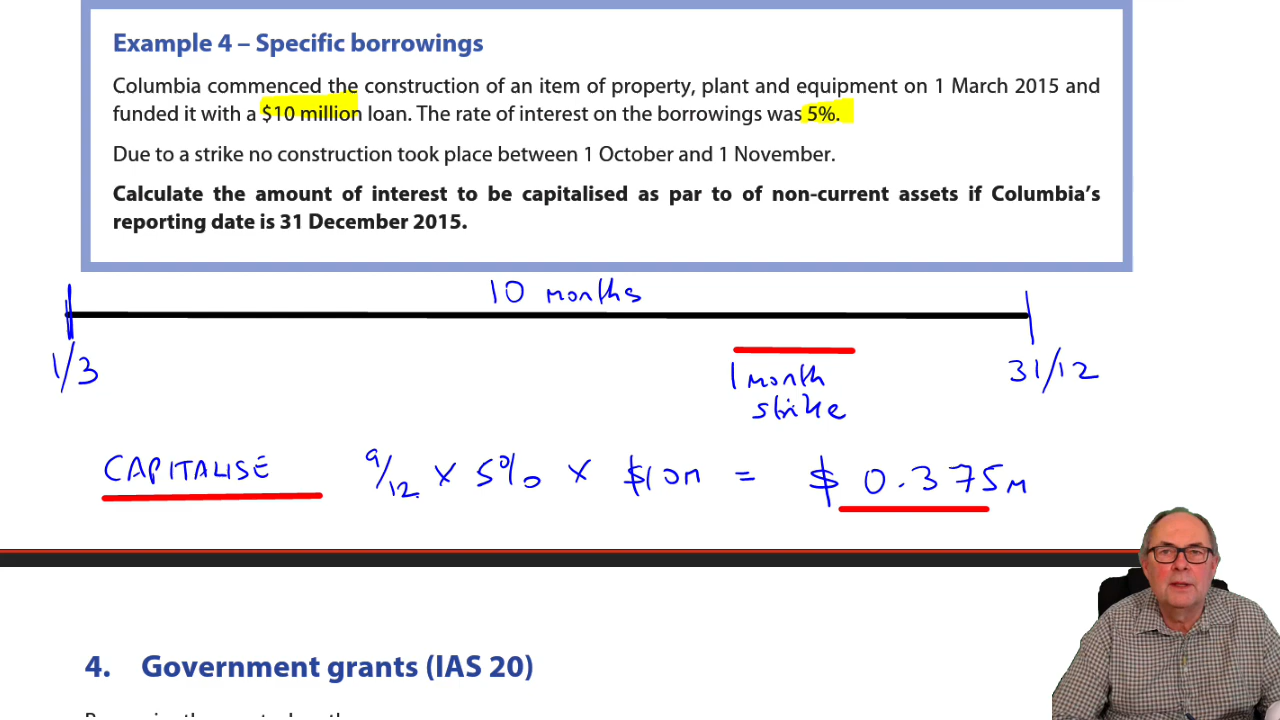 Example 4 – Specific borrowings
Columbia commenced the construction of an item of property, plant and equipment on 1 March 2015 and
funded it with a $10 million loan. The rate of interest on the borrowings was 5%.
Due to a strike no construction took place between 1 October and 1 November.
Calculate the amount of interest to be capitalised as par to of non-current assets if Columbia's
reporting date is 31 December 2015.
10 months
1/3
1 month
strike
31/12
CAPITALISE 9/12 × 5% × $10M = $ 0.375M
4. Government grants (IAS 20)